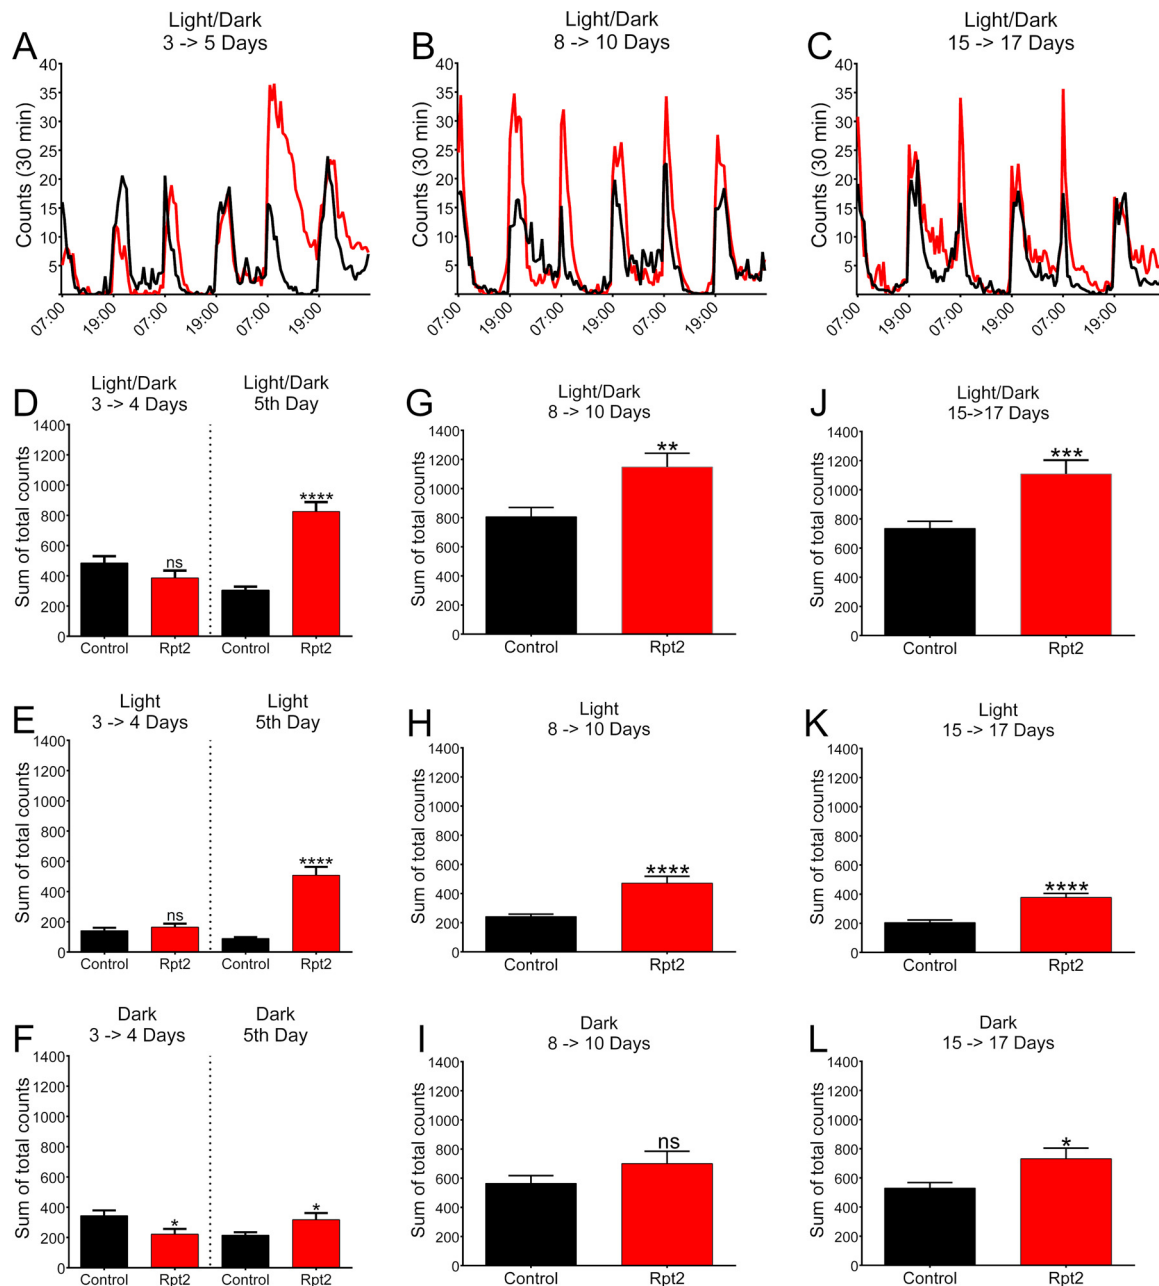 Light/Dark
3 -> 5 Days
A
Counts (30 min)
40
35
30
25
20
15
10
5
07:00
19:00
07:00
19:00
07:00
19:00
Light/Dark
8 -> 10 Days
B
Counts (30 min)
40
35
30
25
20
15
10
5
07:00
19:00
07:00
19:00
07:00
19:00
Light/Dark
15 -> 17 Days
C
Counts (30 min)
40
35
30
25
20
15
10
5
07:00
19:00
07:00
19:00
07:00
19:00
D
Light/Dark
3 -> 4 Days
Light/Dark
5th Day
Sum of total counts
1400
1200
1000
800
600
400
200
0
ns
****
Control
Rpt2
Control
Rpt2
G
Light/Dark
8 -> 10 Days
Sum of total counts
1400
1200
1000
800
600
400
200
0
**
Control
Rpt2
J
Light/Dark
15->17 Days
Sum of total counts
1400
1200
1000
800
600
400
200
0
***
Control
Rpt2
E
Light
3 -> 4 Days
Light
5th Day
Sum of total counts
1400
1200
1000
800
600
400
200
0
ns
****
Control
Rpt2
Control
Rpt2
H
Light
8 -> 10 Days
Sum of total counts
1400
1200
1000
800
600
400
200
0
****
Control
Rpt2
K
Light
15 -> 17 Days
Sum of total counts
1400
1200
1000
800
600
400
200
0
****
Control
Rpt2
F
Dark
3 -> 4 Days
Dark
5th Day
Sum of total counts
1400
1200
1000
800
600
400
200
0
*
*
Control
Rpt2
Control
Rpt2
I
Dark
8 -> 10 Days
Sum of total counts
1400
1200
1000
800
600
400
200
0
ns
Control
Rpt2
L
Dark
15 -> 17 Days
Sum of total counts
1400
1200
1000
800
600
400
200
0
*
Control
Rpt2